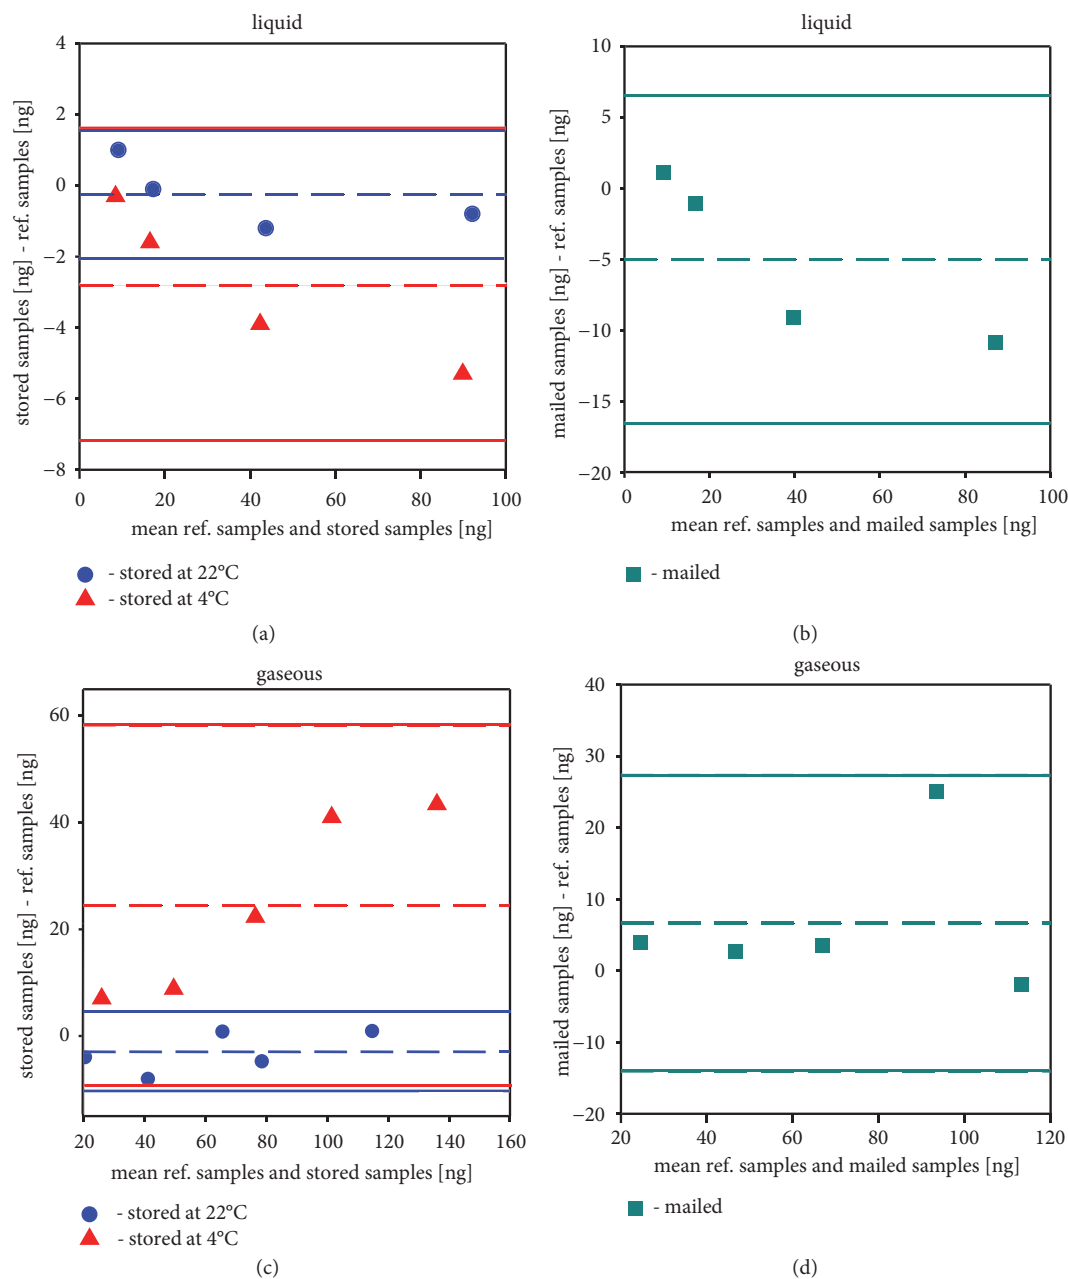 liquid
4
2
0
−2
−4
−6
−8
stored samples [ng] - ref. samples [ng]
0 20 40 60 80 100
mean ref. samples and stored samples [ng]
- stored at 22°C
- stored at 4°C
(a)
liquid
10
5
0
−5
−10
−15
−20
mailed samples [ng] - ref. samples [ng]
0 20 40 60 80 100
mean ref. samples and mailed samples [ng]
- mailed
(b)
gaseous
60
40
20
0
stored samples [ng] - ref. samples [ng]
20 40 60 80 100 120 140 160
mean ref. samples and stored samples [ng]
- stored at 22°C
- stored at 4°C
(c)
gaseous
40
30
20
10
0
−10
−20
mailed samples [ng] - ref. samples [ng]
20 40 60 80 100 120
mean ref. samples and mailed samples [ng]
- mailed
(d)